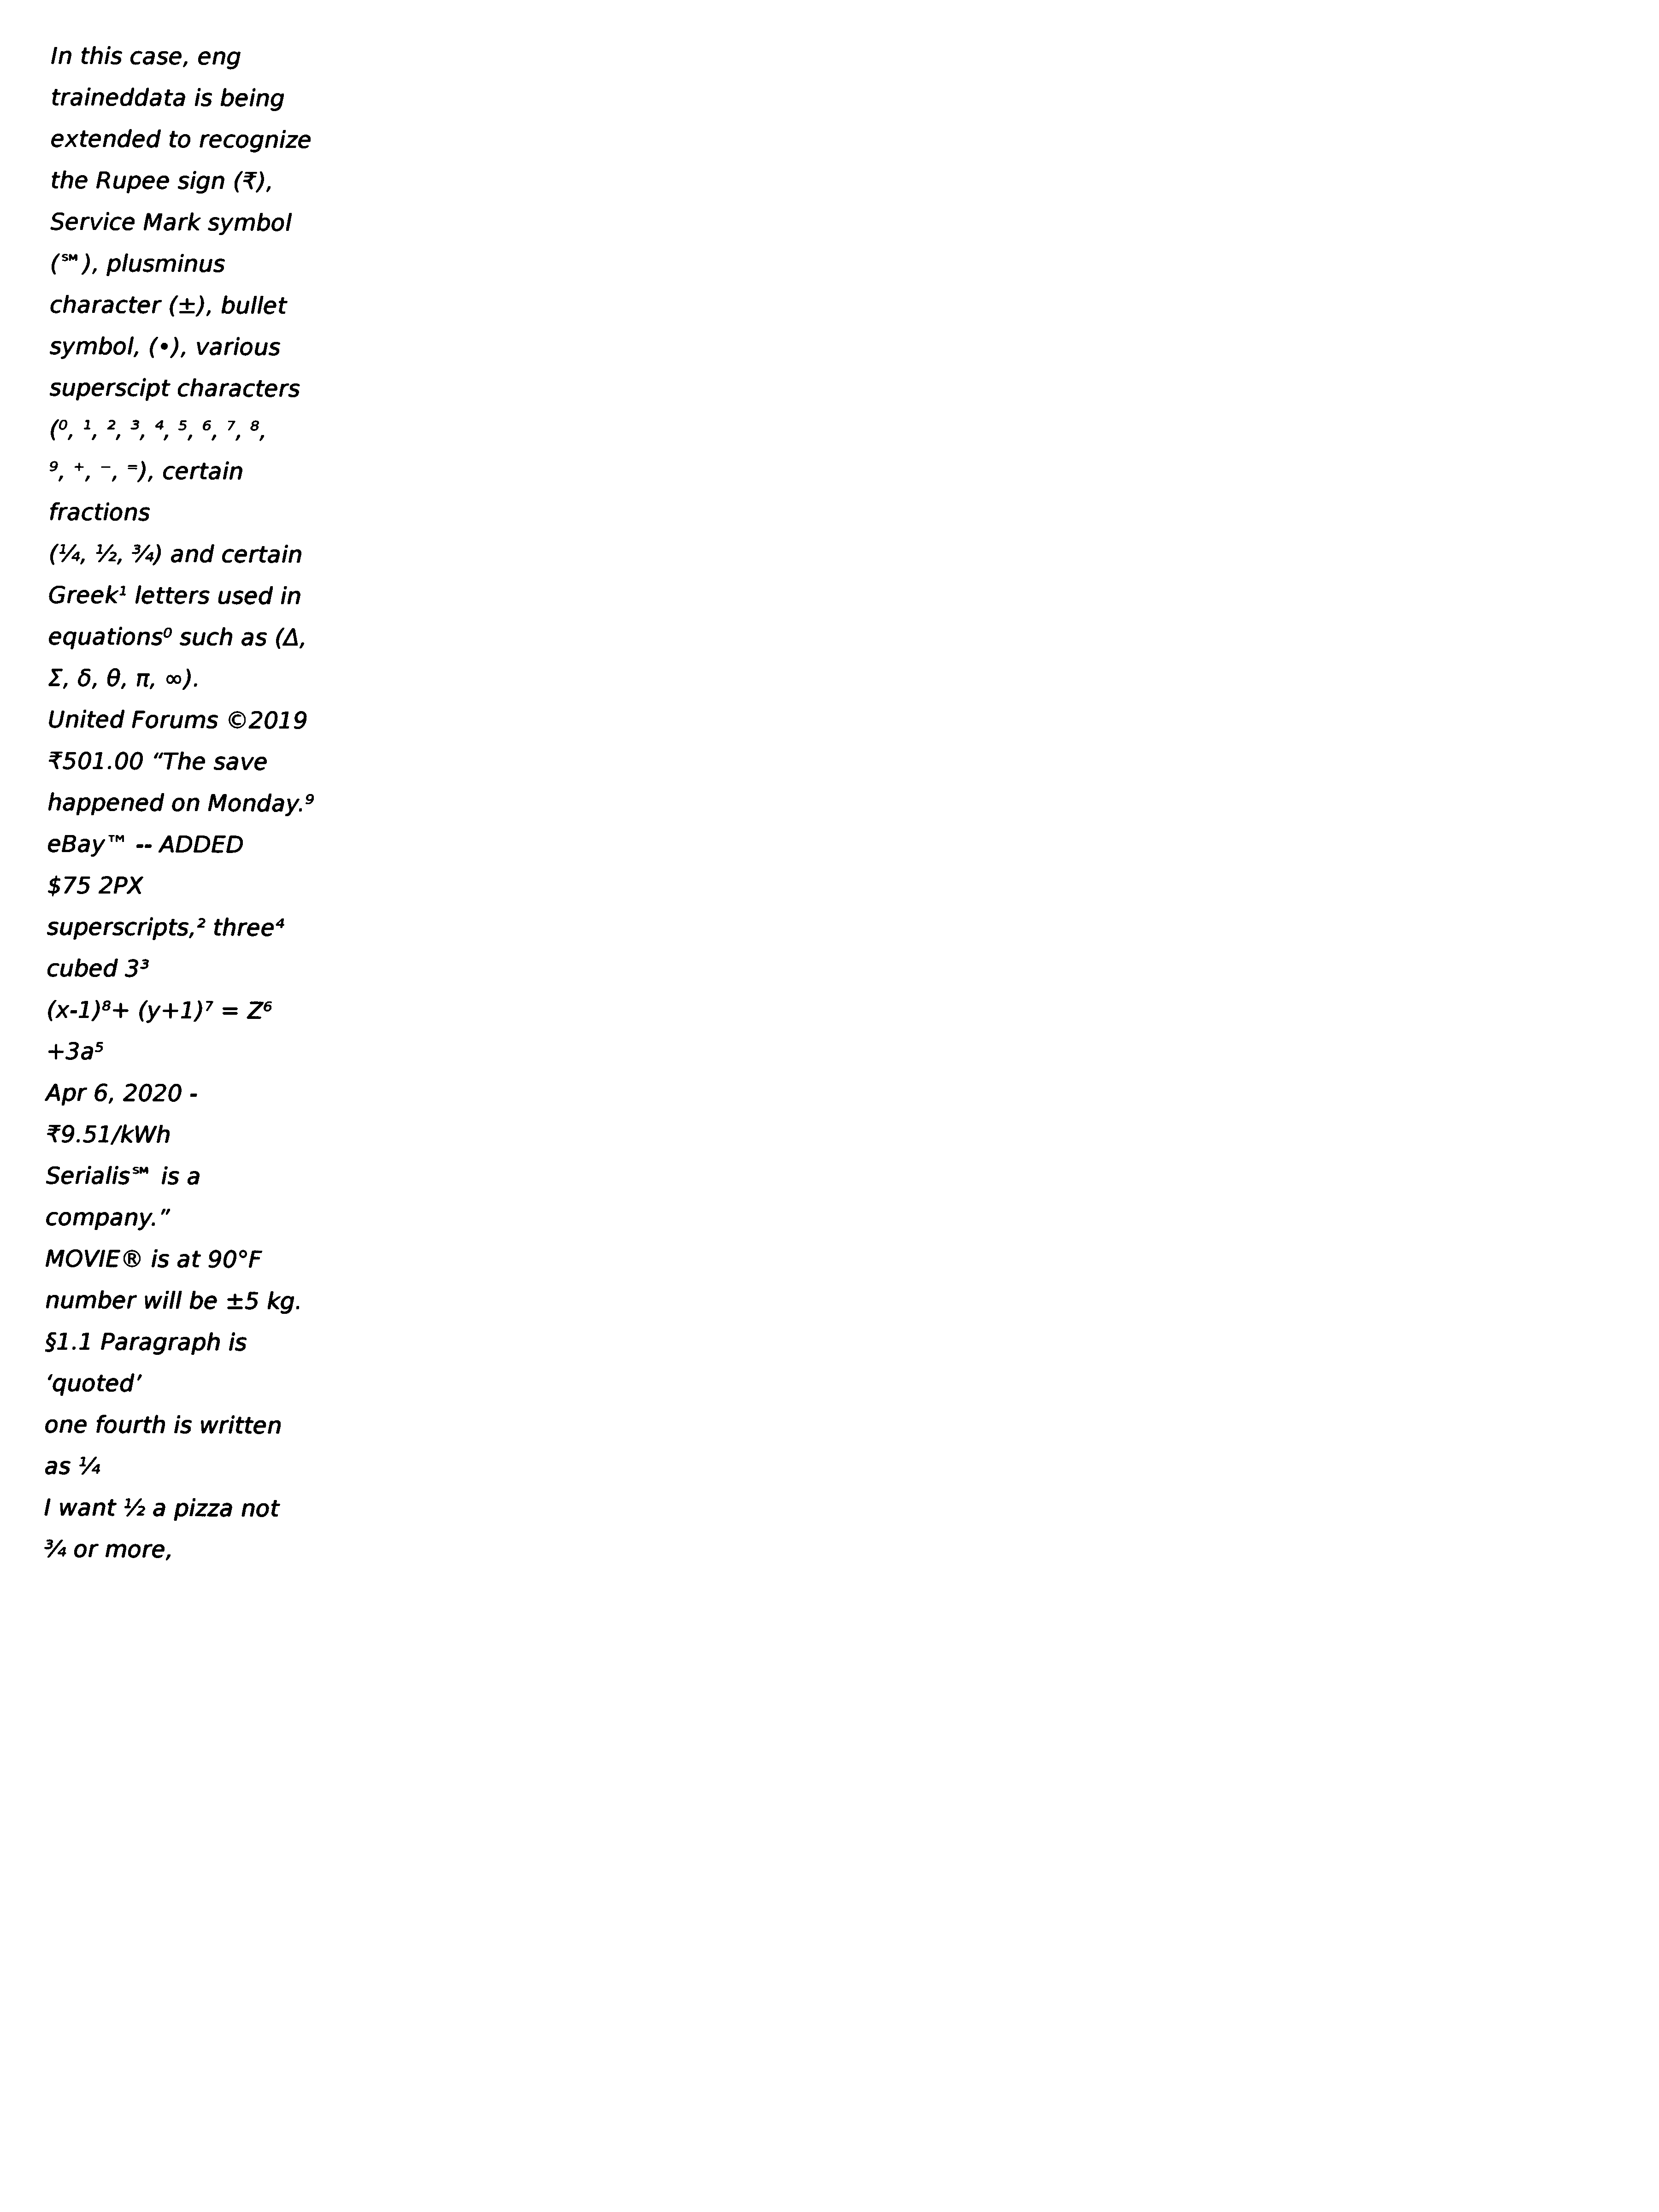 In this case, eng
traineddata is being
extended to recognize
the Rupee sign (₹),
Service Mark symbol
(℠), plusminus
character (±), bullet
symbol, (•), various
superscipt characters
(⁰, ¹, ², ³, ⁴, ⁵, ⁶, ⁷, ⁸,
⁹, ⁺, ⁻, ⁼), certain
fractions
(¼, ½, ¾) and certain
Greek¹ letters used in
equations⁰ such as (Δ,
Σ, δ, θ, π, ∞).
United Forums ©2019
₹501.00 “The save
happened on Monday.⁹
eBay™ -- ADDED
$75 2PX
superscripts,² three⁴
cubed 3³
(x-1)⁸+ (y+1)⁷ = Z⁶
+3a⁵
Apr 6, 2020 -
₹9.51/kWh
Serialis℠ is a
company.”
MOVIE® is at 90°F
number will be ±5 kg.
§1.1 Paragraph is
‘quoted’
one fourth is written
as ¼
I want ½ a pizza not
¾ or more,